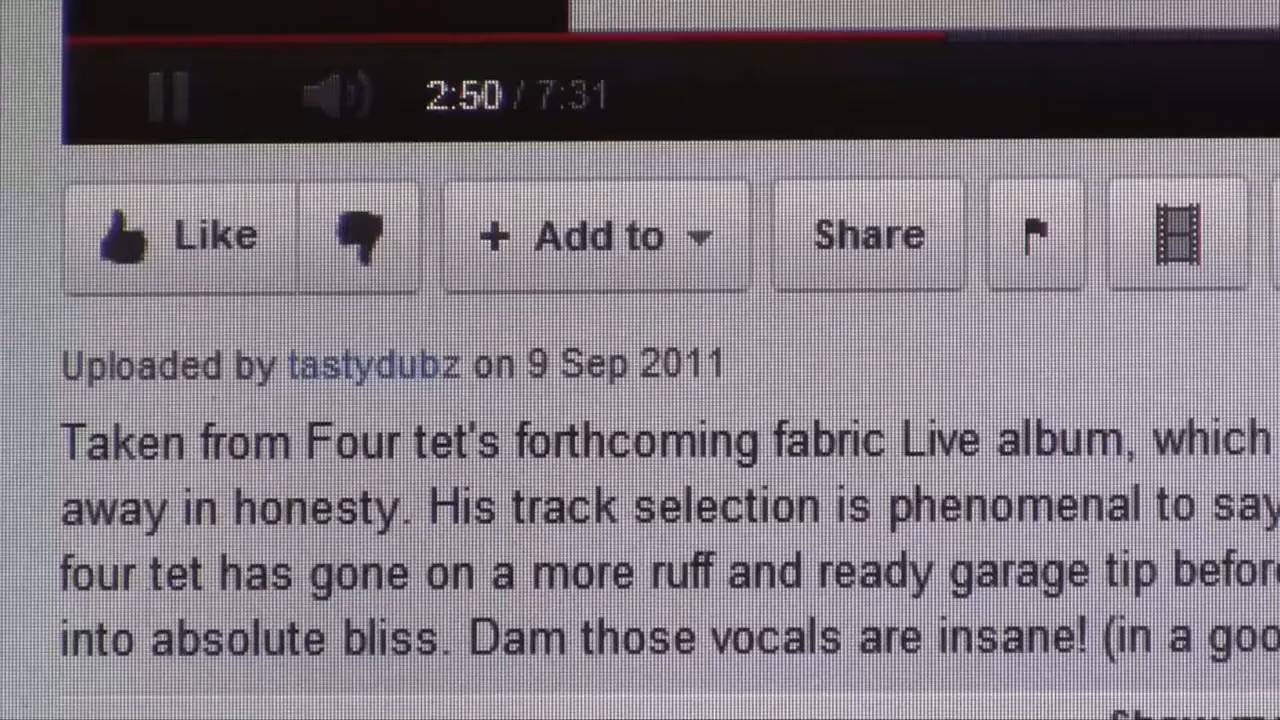 2:50 / 7:31
Like + Add to Share
Uploaded by tastydubz on 9 Sep 2011
Taken from Four tet's forthcoming fabric Live album, which
away in honesty. His track selection is phenomenal to say
four tet has gone on a more ruff and ready garage tip
into absolute bliss. Dam those vocals are insane! (in a